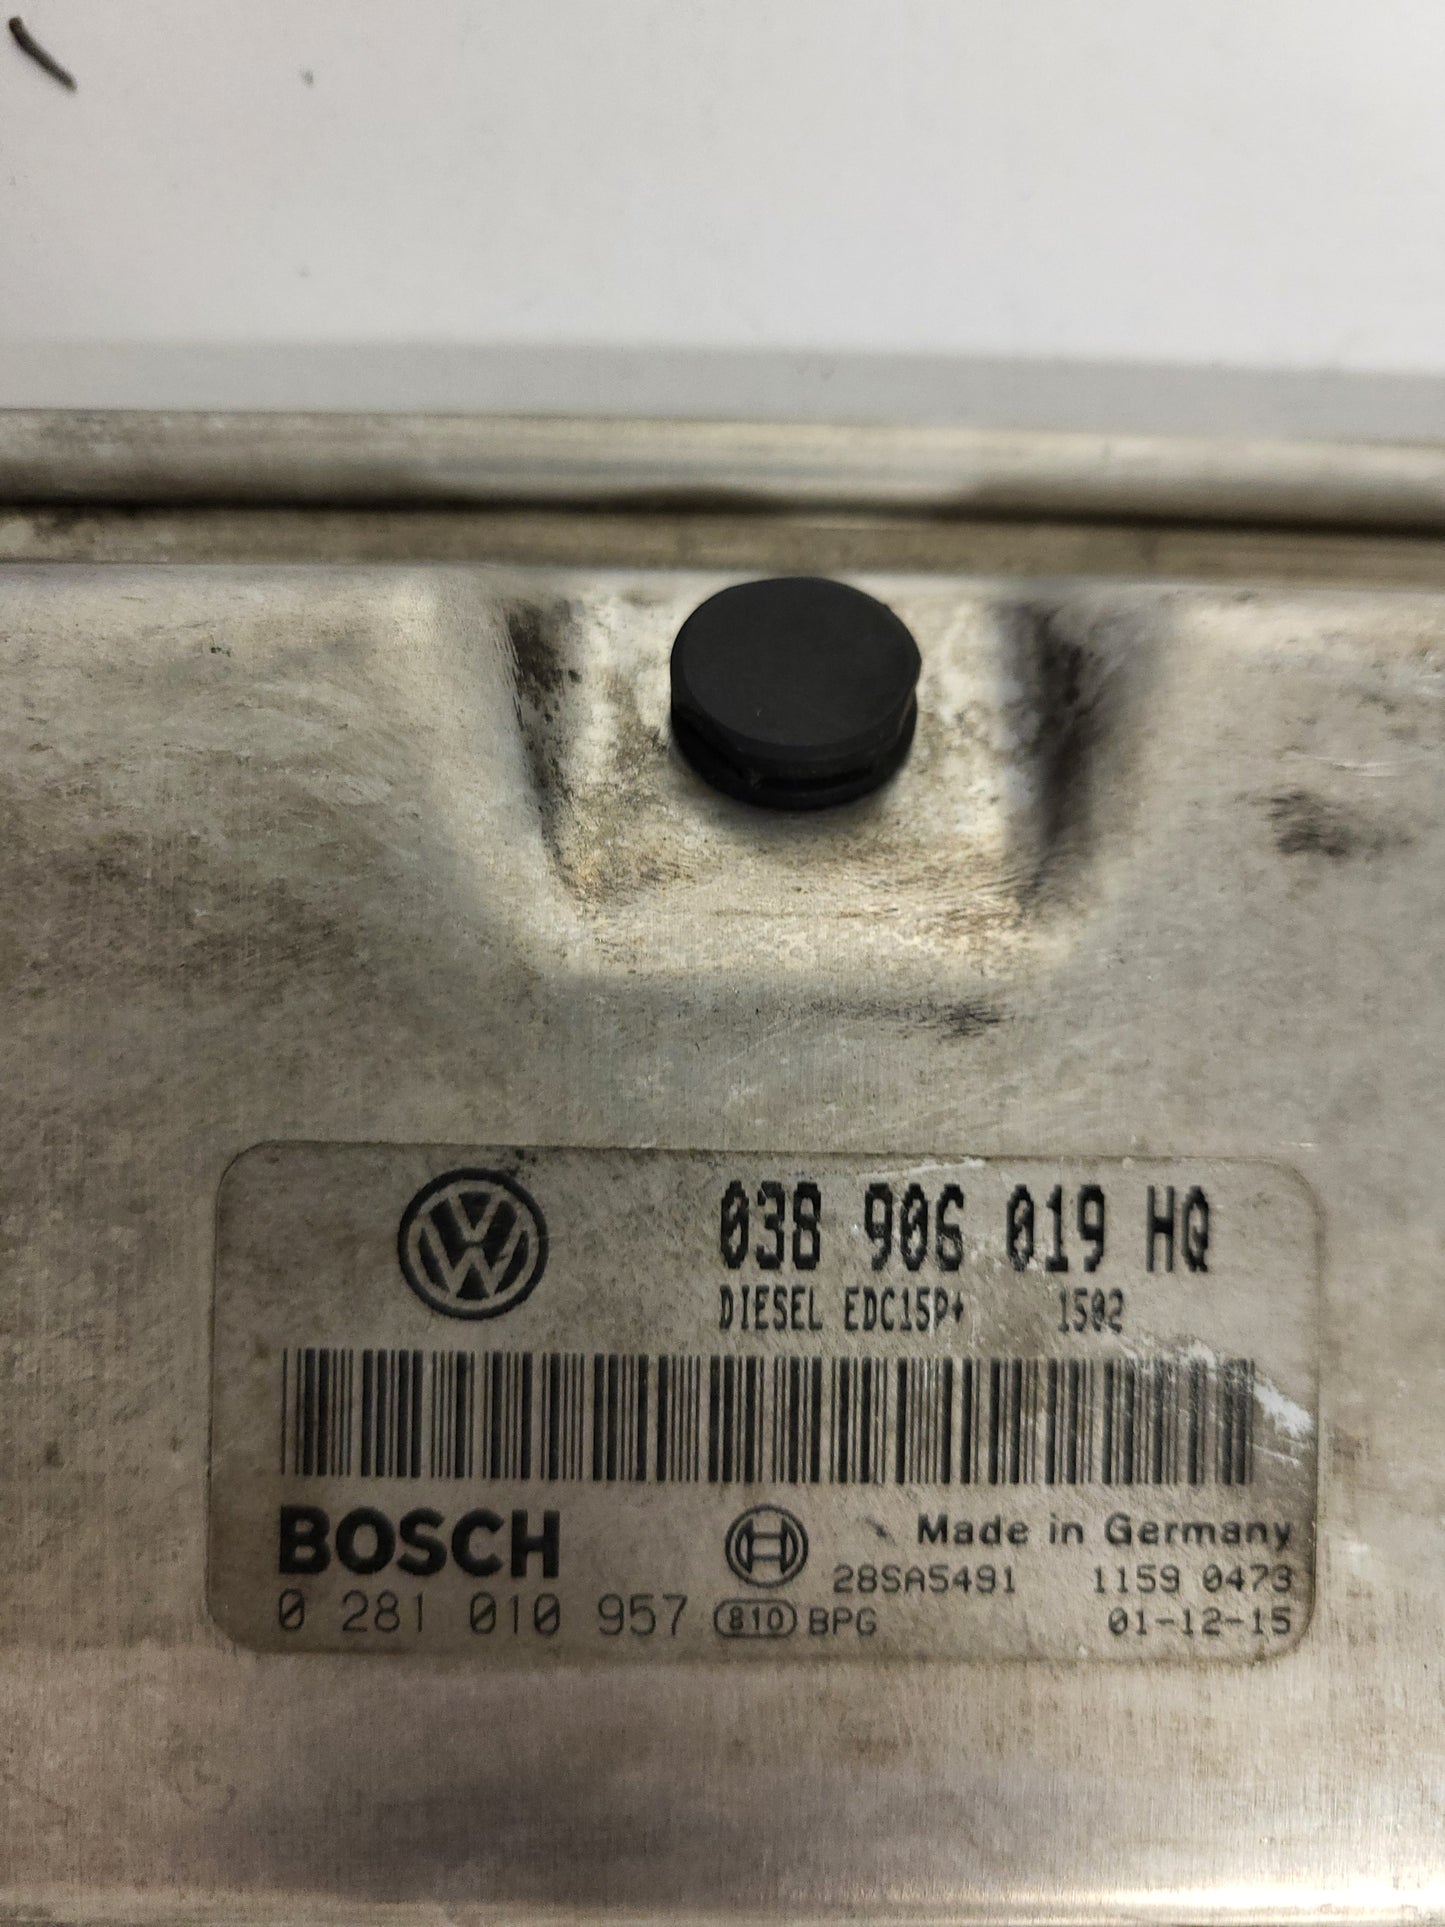 VW
038 906 019 HQ
DIESEL EDC15P+ 1502
BOSCH
Made in Germany
28SA5491 1159 0473
0 281 010 957 810 BPG 01-12-15